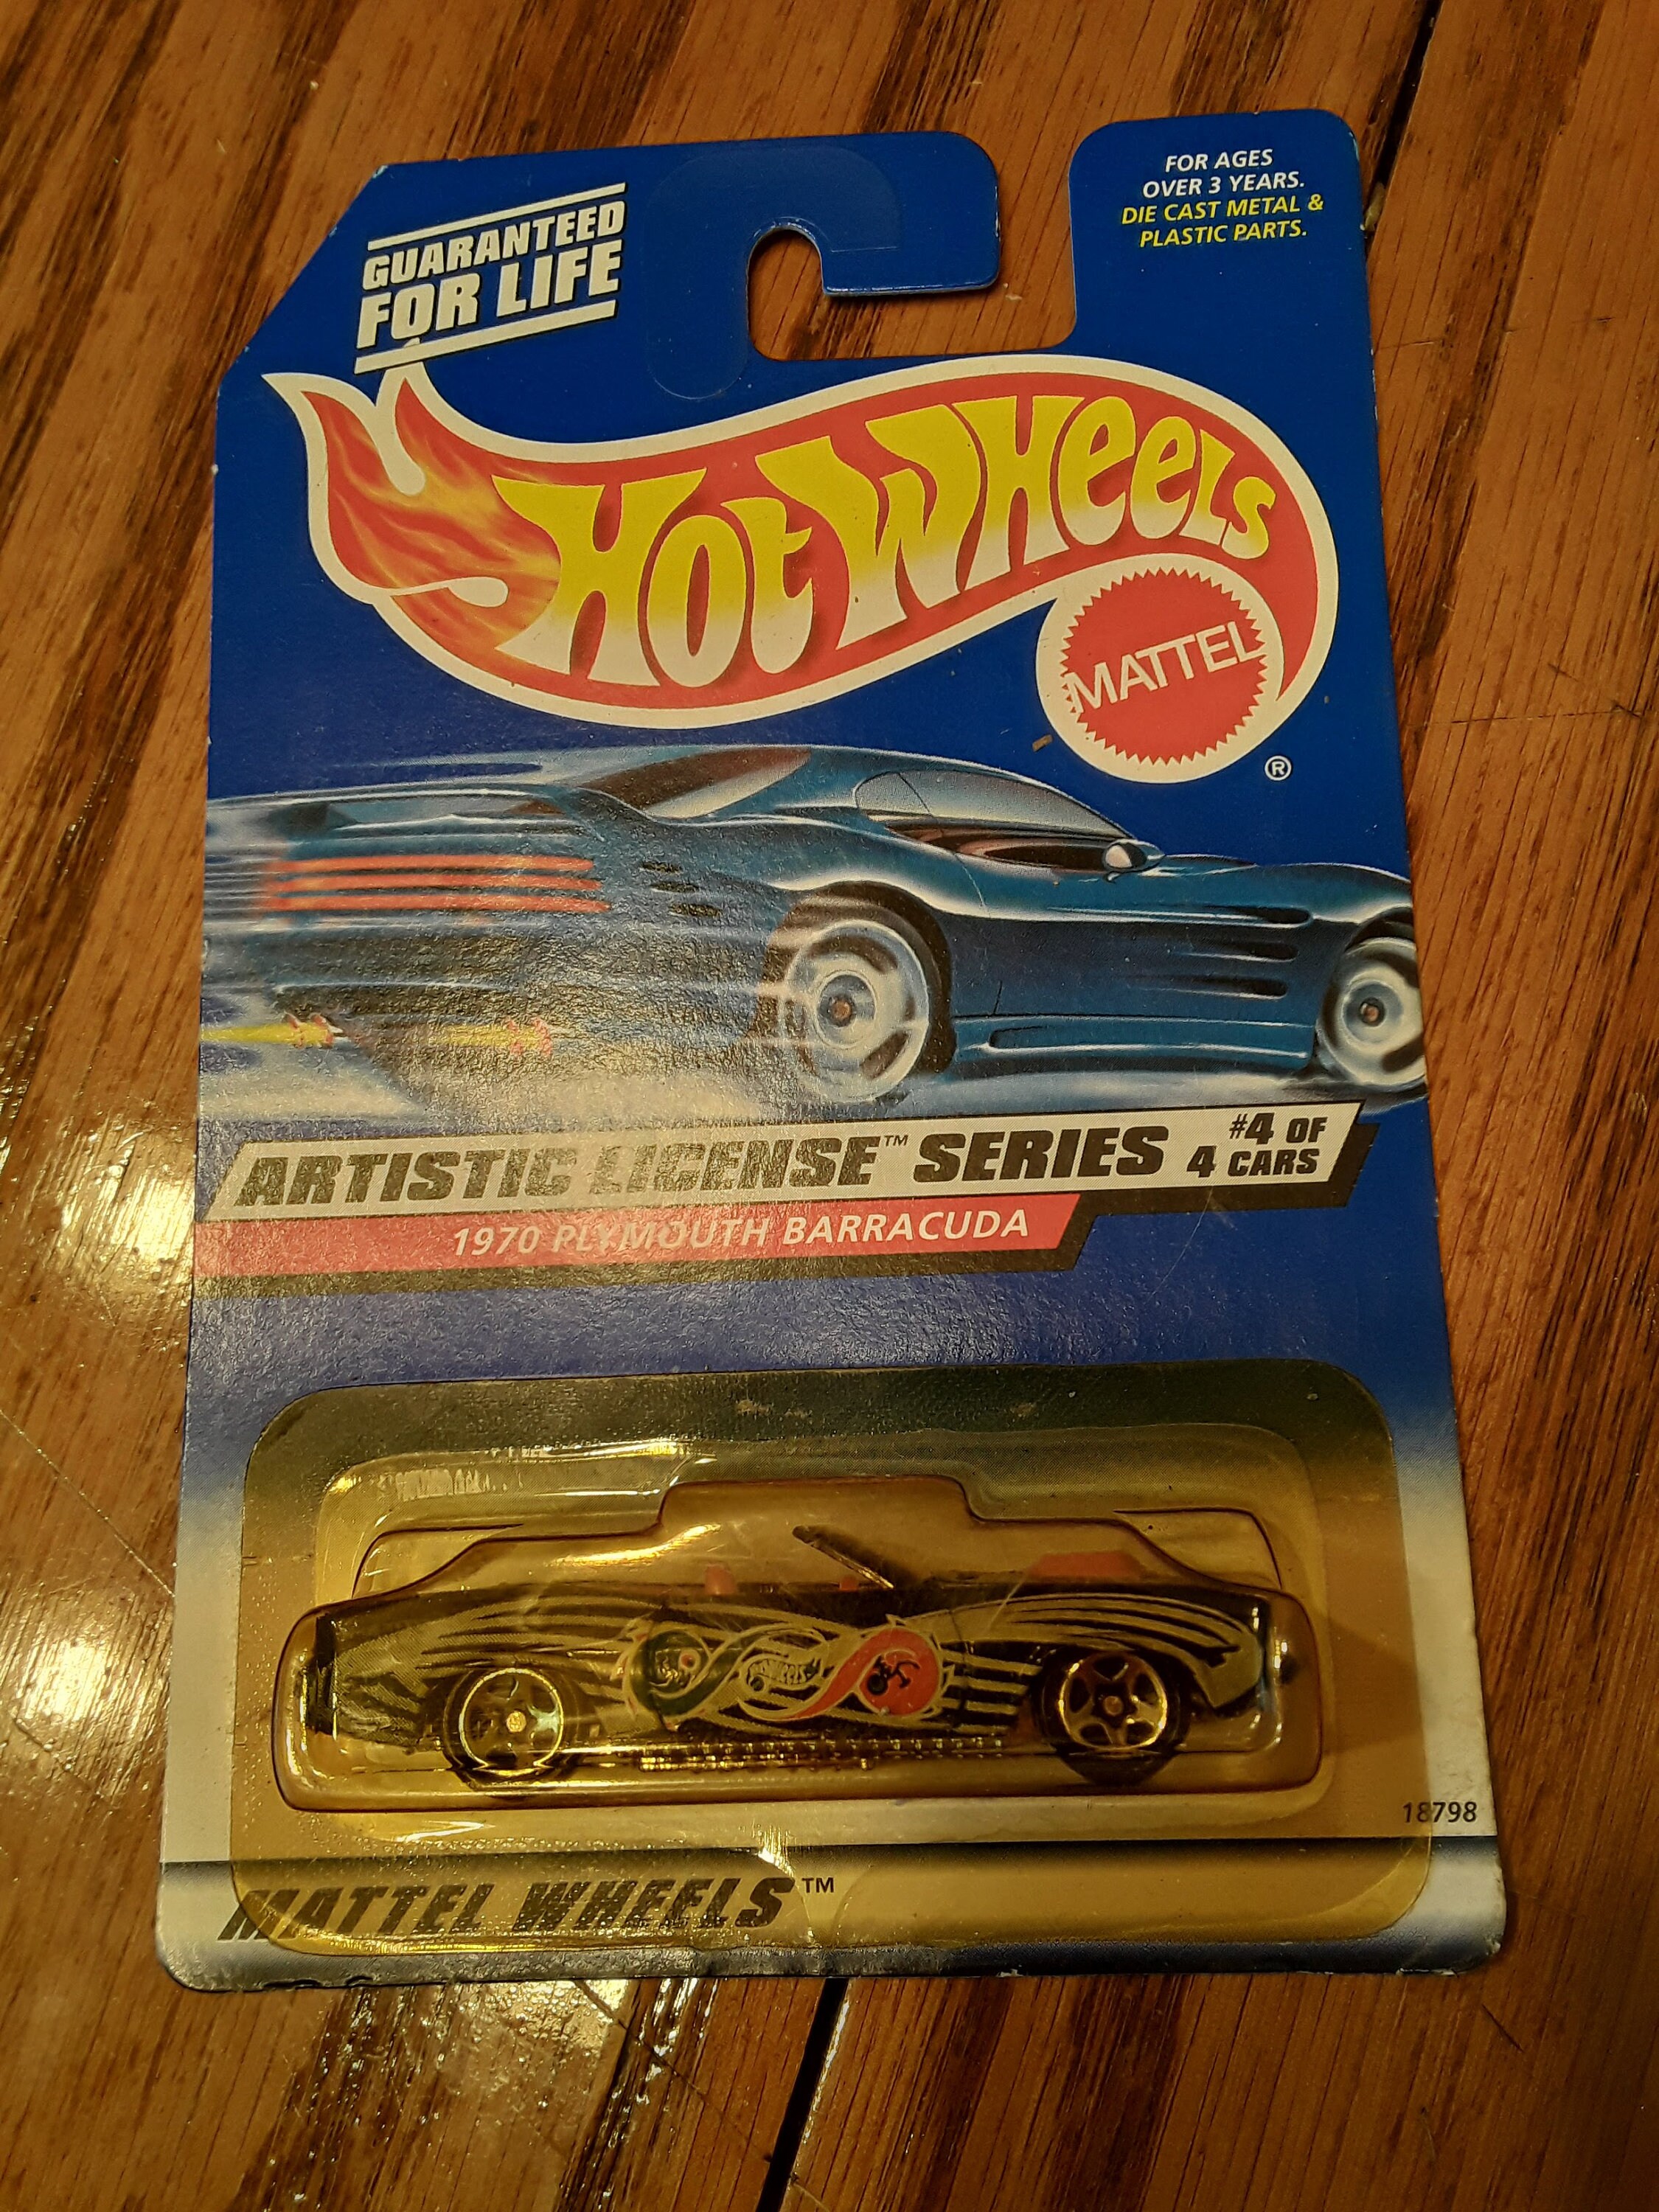 GUARANTEED
FOR LIFE
FOR AGES
OVER 3 YEARS.
DIE CAST METAL &
PLASTIC PARTS.
HOT WHEELS
MATTEL
®
ARTISTIC LICENSE™ SERIES #4 OF
4 CARS
1970 PLYMOUTH BARRACUDA
18798
MATTEL WHEELS™